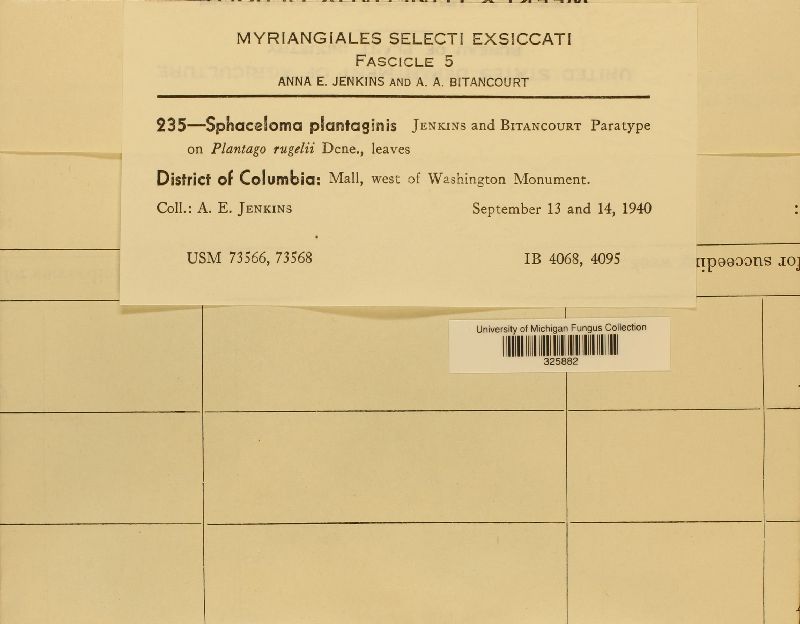 MYRIANGIALES SELECTI EXSICCATI
FASCICLE 5
ANNA E. JENKINS AND A. A. BITANCOURT
235—Sphaceloma plantaginis JENKINS and BITANCOURT Paratype
on Plantago rugelii Dcne., leaves
District of Columbia: Mall, west of Washington Monument.
Coll.: A. E. JENKINS September 13 and 14, 1940
USM 73566, 73568 IB 4068, 4095
for succeeding
University of Michigan Fungus Collection
325882